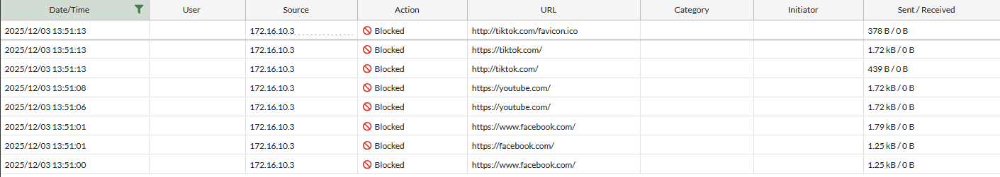 Date/Time User Source Action URL Category Initiator Sent / Received
2025/12/03 13:51:13 172.16.10.3 Blocked http://tiktok.com/favicon.ico 378 B / 0 B
2025/12/03 13:51:13 172.16.10.3 Blocked https://tiktok.com/ 1.72 kB / 0 B
2025/12/03 13:51:13 172.16.10.3 Blocked http://tiktok.com/ 439 B / 0 B
2025/12/03 13:51:08 172.16.10.3 Blocked https://youtube.com/ 1.72 kB / 0 B
2025/12/03 13:51:06 172.16.10.3 Blocked https://youtube.com/ 1.72 kB / 0 B
2025/12/03 13:51:01 172.16.10.3 Blocked https://www.facebook.com/ 1.79 kB / 0 B
2025/12/03 13:51:01 172.16.10.3 Blocked https://facebook.com/ 1.25 kB / 0 B
2025/12/03 13:51:00 172.16.10.3 Blocked https://www.facebook.com/ 1.25 kB / 0 B